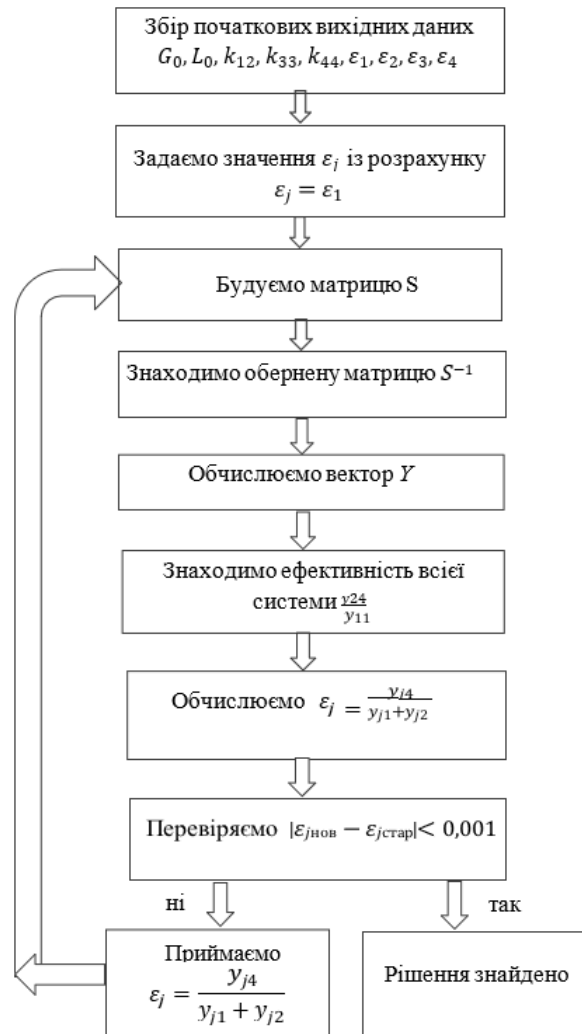 Збір початкових вихідних даних
G₀, L₀, k₁₂, k₃₃, k₄₄, ε₁, ε₂, ε₃, ε₄
Задаємо значення εⱼ із розрахунку
εⱼ = ε₁
Будуємо матрицю S
Знаходимо обернену матрицю S⁻¹
Обчислюємо вектор Y
Знаходимо ефективність всієї
системи y24/y₁₁
Обчислюємо εⱼ = yⱼ₄/(yⱼ₁+yⱼ₂)
Перевіряємо |εⱼнов − εⱼстар| < 0,001
ні
так
Приймаємо
εⱼ = yⱼ₄/(yⱼ₁ + yⱼ₂)
Рішення знайдено